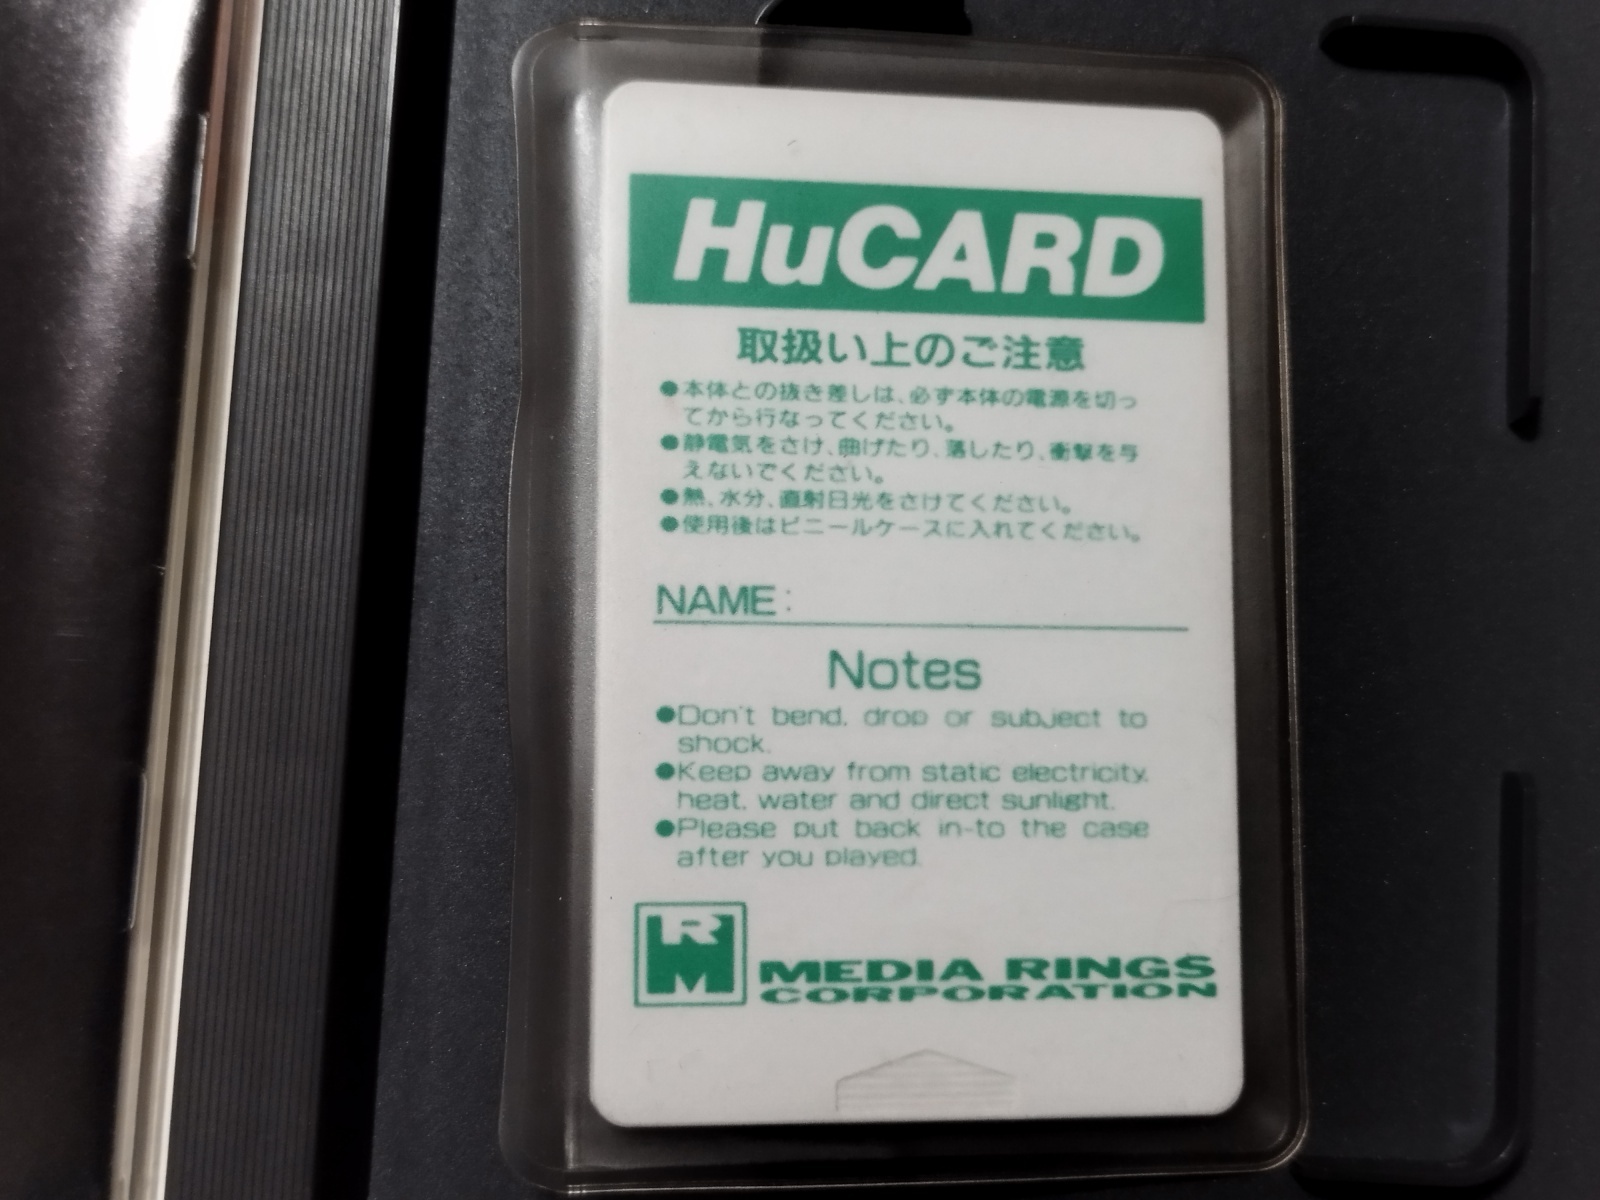 HuCARD
取扱い上のご注意
●本体との抜き差しは、必ず本体の電源を切っ
てから行なってください。
●静電気をさけ、曲げたり、落したり、衝撃を与
えないでください。
●熱、水分、直射日光をさけてください。
●使用後はビニールケースに入れてください。
NAME:
Notes
●Don't bend, drop or subject to
shock.
●Keep away from static electricity,
heat, water and direct sunlight.
●Please put back in-to the case
after you played.
R
M
MEDIA RINGS
CORPORATION